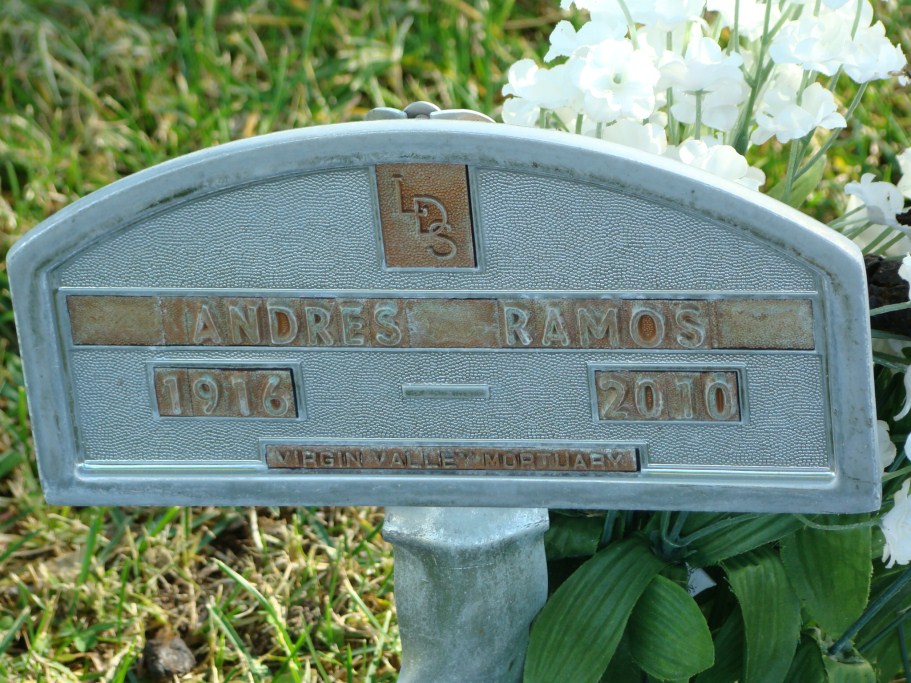 LDS
ANDRES RAMOS
1916 — 2010
VIRGIN VALLEY MORTUARY